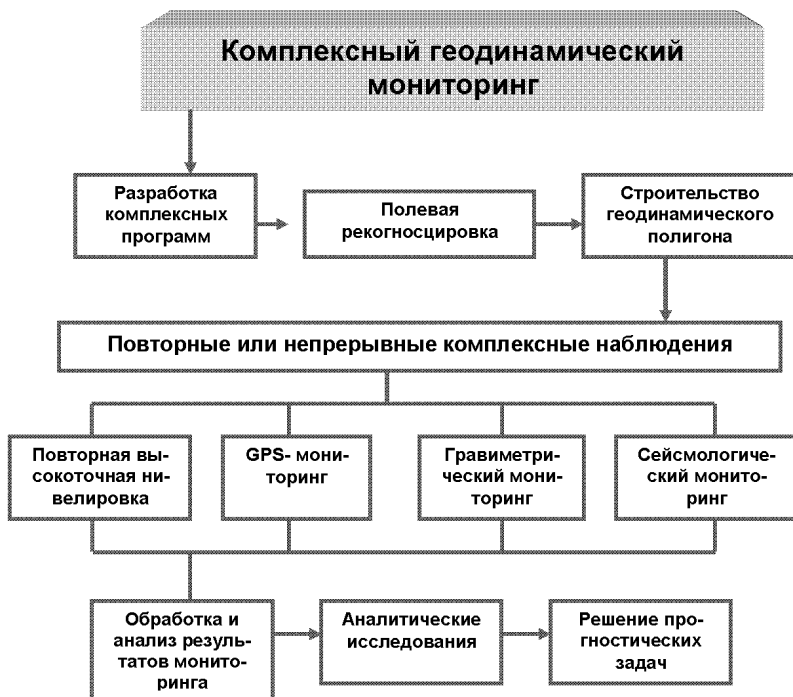 Комплексный геодинамический
мониторинг
Разработка
комплексных
программ
Полевая
рекогносцировка
Строительство
геодинамического
полигона
Повторные или непрерывные комплексные наблюдения
Повторная вы-
сокоточная ни-
велировка
GPS- мони-
торинг
Гравиметри-
ческий мони-
торинг
Сейсмологиче-
ский монито-
ринг
Обработка и
анализ резуль-
татов монито-
ринга
Аналитические
исследования
Решение про-
гностических
задач